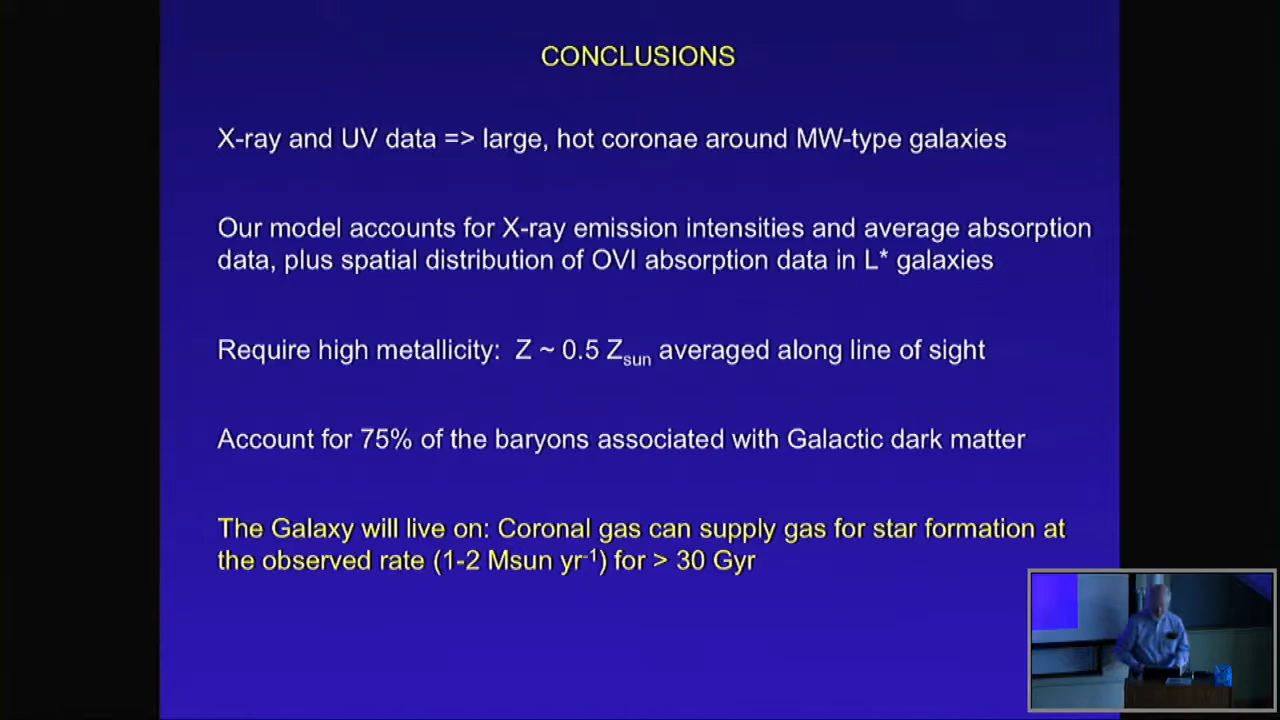 CONCLUSIONS
X-ray and UV data => large, hot coronae around MW-type galaxies
Our model accounts for X-ray emission intensities and average absorption
data, plus spatial distribution of OVI absorption data in L* galaxies
Require high metallicity: Z ~ 0.5 Zsun averaged along line of sight
Account for 75% of the baryons associated with Galactic dark matter
The Galaxy will live on: Coronal gas can supply gas for star formation at
the observed rate (1-2 Msun yr-1) for > 30 Gyr